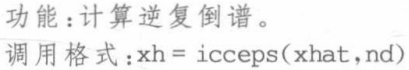 功能:计算逆复倒谱。
调用格式:xh = icceps(xhat,nd)